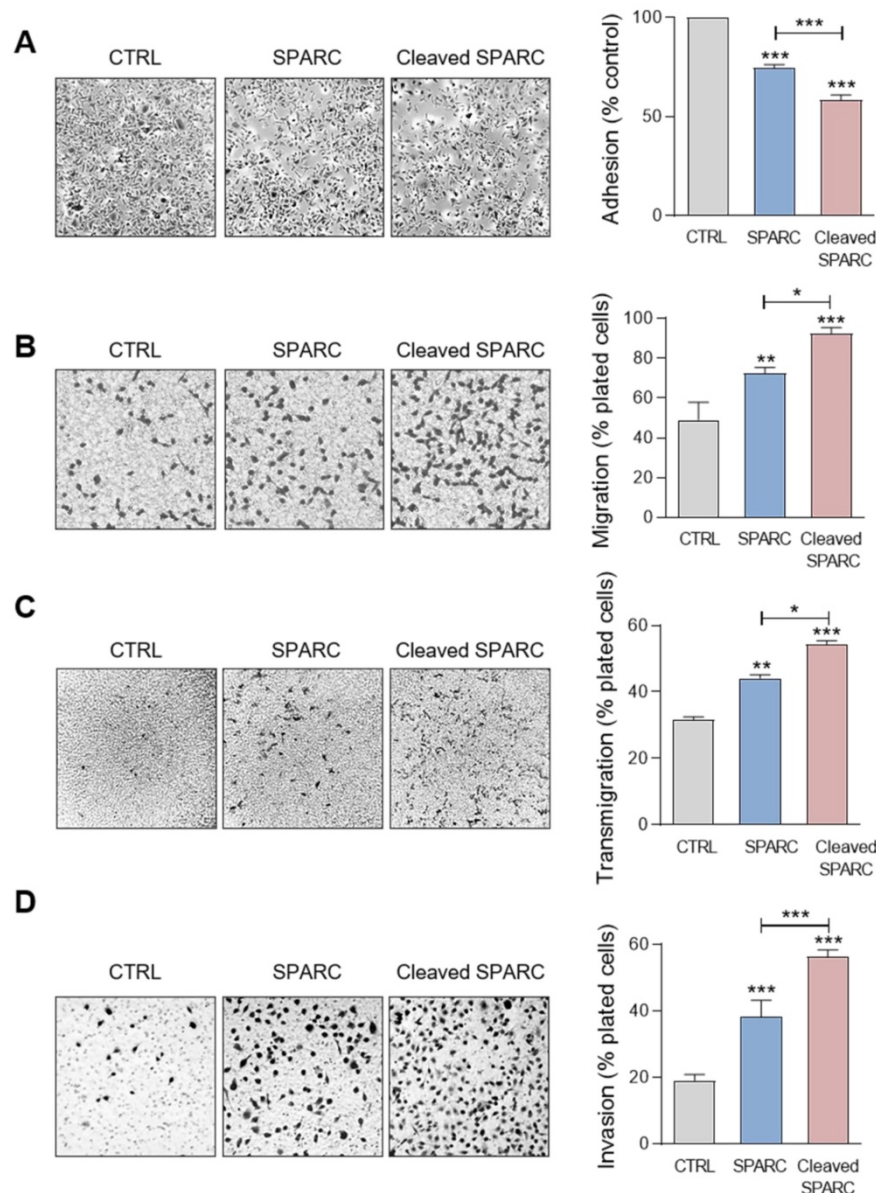 A
CTRL
SPARC
Cleaved SPARC
Adhesion (% control)
100
50
0
***
***
***
CTRL
SPARC
Cleaved
SPARC
B
CTRL
SPARC
Cleaved SPARC
Migration (% plated cells)
100
80
60
40
20
0
*
**
***
CTRL
SPARC
Cleaved
SPARC
C
CTRL
SPARC
Cleaved SPARC
Transmigration (% plated cells)
60
40
20
0
*
**
***
CTRL
SPARC
Cleaved
SPARC
D
CTRL
SPARC
Cleaved SPARC
Invasion (% plated cells)
60
40
20
0
***
***
***
CTRL
SPARC
Cleaved
SPARC